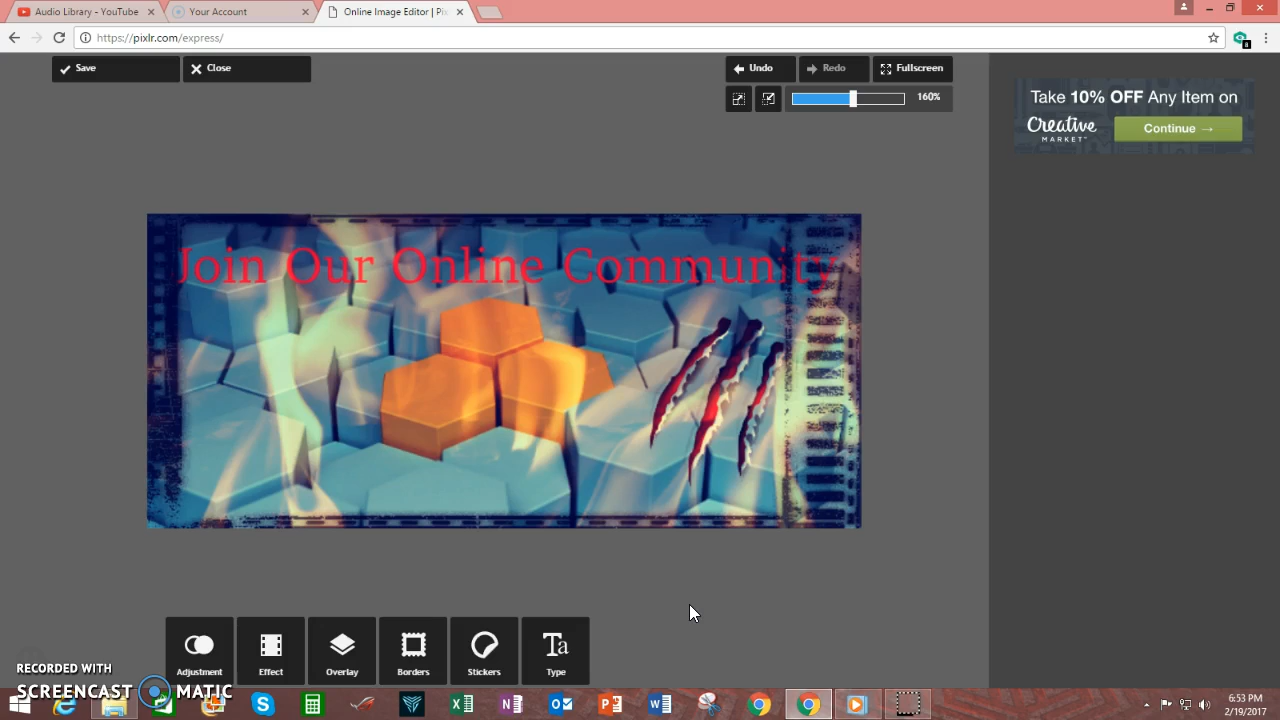 Audio Library - YouTube
Your Account
Online Image Editor | Pix
https://pixlr.com/express/
Save
Close
Undo
Redo
Fullscreen
160%
Take 10% OFF Any Item on
Creative
MARKET
Continue →
8
Join Our Online Community
Adjustment
Effect
Overlay
Borders
Stickers
Ta
Type
RECORDED WITH
SCREENCAST MATIC
6:53 PM
2/19/2017